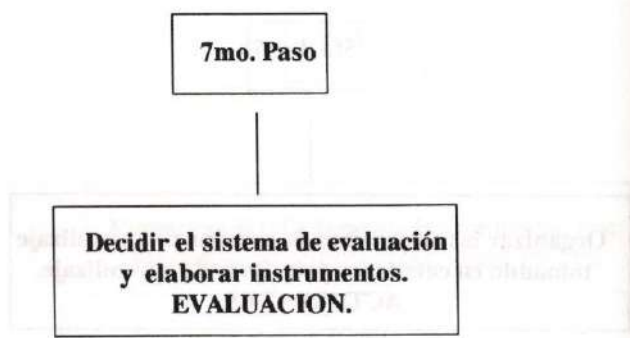 7mo. Paso
Decidir el sistema de evaluación
y elaborar instrumentos.
EVALUACION.